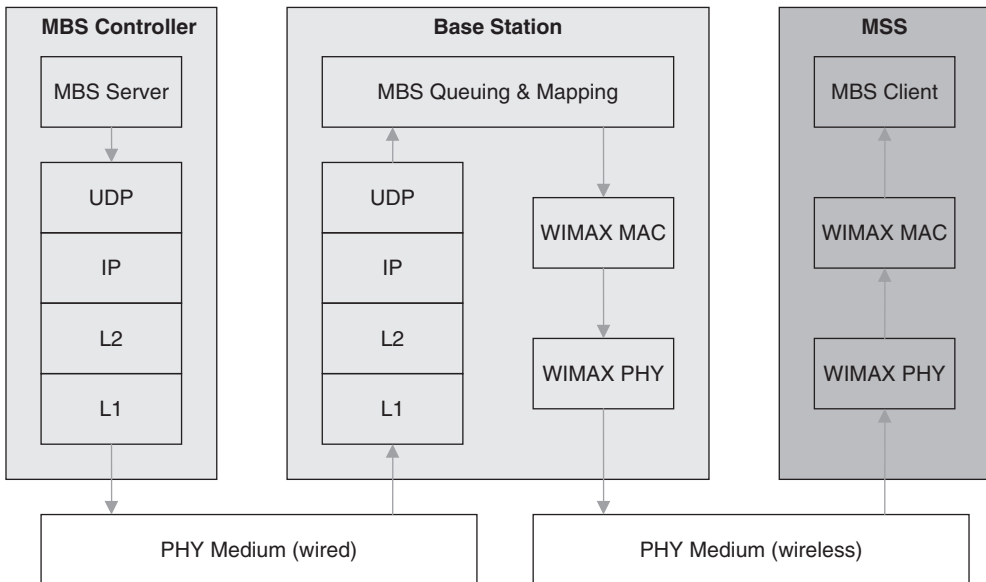 MBS Controller
MBS Server
UDP
IP
L2
L1
Base Station
MBS Queuing & Mapping
UDP
IP
L2
L1
WIMAX MAC
WIMAX PHY
MSS
MBS Client
WIMAX MAC
WIMAX PHY
PHY Medium (wired)
PHY Medium (wireless)